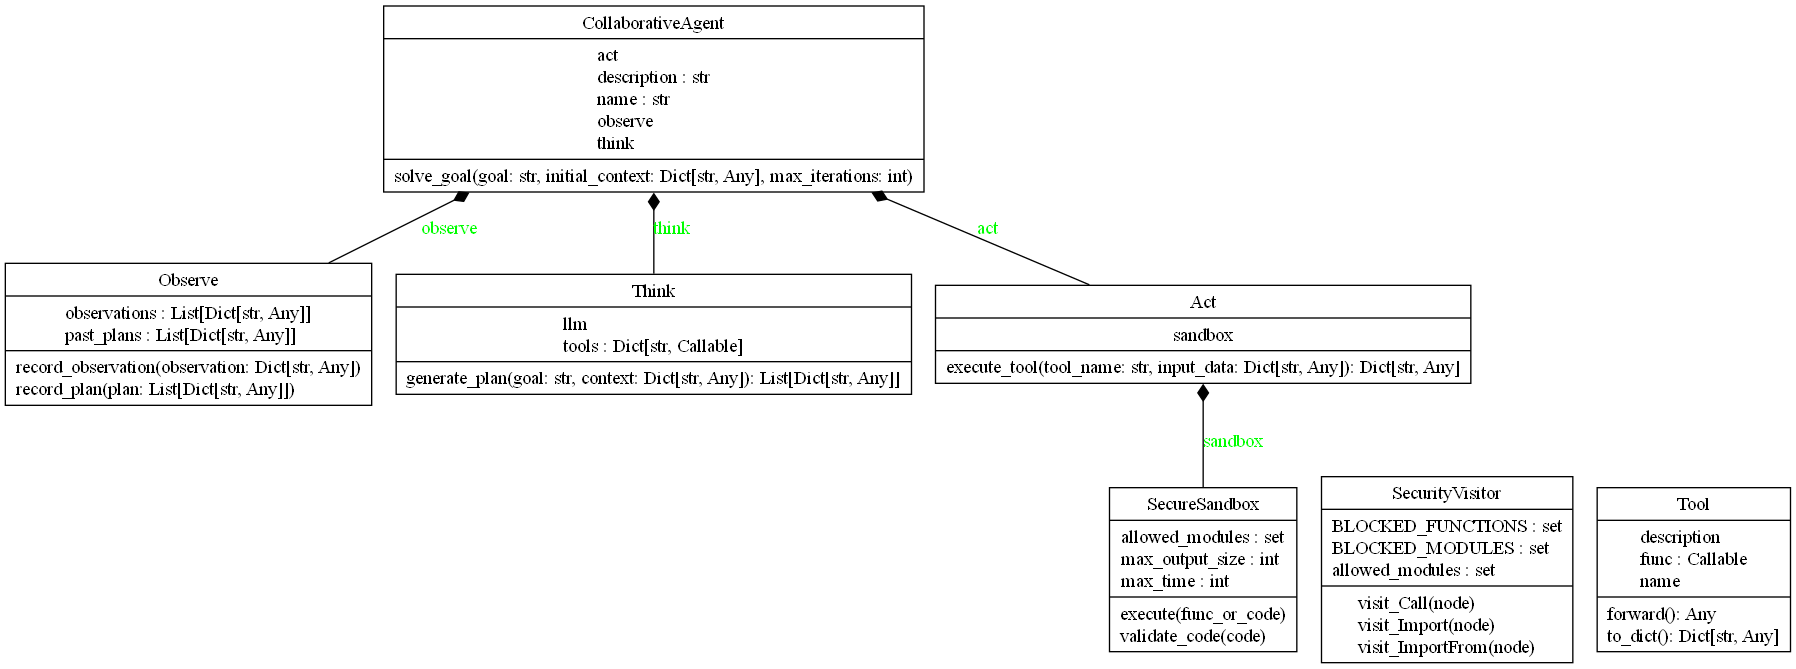 CollaborativeAgent
act
description : str
name : str
observe
think
solve_goal(goal: str, initial_context: Dict[str, Any], max_iterations: int)
observe
think
act
Observe
observations : List[Dict[str, Any]]
past_plans : List[Dict[str, Any]]
record_observation(observation: Dict[str, Any])
record_plan(plan: List[Dict[str, Any]])
Think
llm
tools : Dict[str, Callable]
generate_plan(goal: str, context: Dict[str, Any]): List[Dict[str, Any]]
Act
sandbox
execute_tool(tool_name: str, input_data: Dict[str, Any]): Dict[str, Any]
sandbox
SecureSandbox
allowed_modules : set
max_output_size : int
max_time : int
execute(func_or_code)
validate_code(code)
SecurityVisitor
BLOCKED_FUNCTIONS : set
BLOCKED_MODULES : set
allowed_modules : set
visit_Call(node)
visit_Import(node)
visit_ImportFrom(node)
Tool
description
func : Callable
name
forward(): Any
to_dict(): Dict[str, Any]